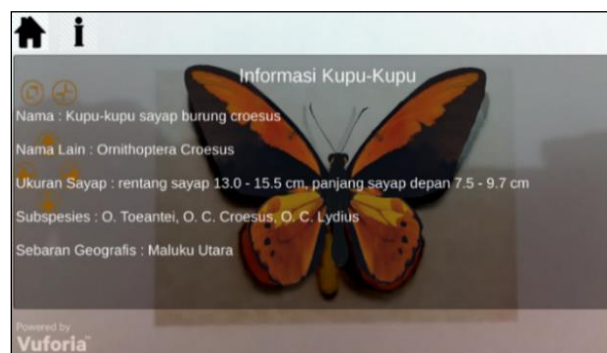 Informasi Kupu-Kupu
Nama : Kupu-kupu sayap burung croesus
Nama Lain : Ornithoptera Croesus
Ukuran Sayap : rentang sayap 13.0 - 15.5 cm, panjang sayap depan 7.5 - 9.7 cm
Subspesies : O. Toeantei, O. C. Croesus, O. C. Lydius
Sebaran Geografis : Maluku Utara
Powered by
Vuforia™